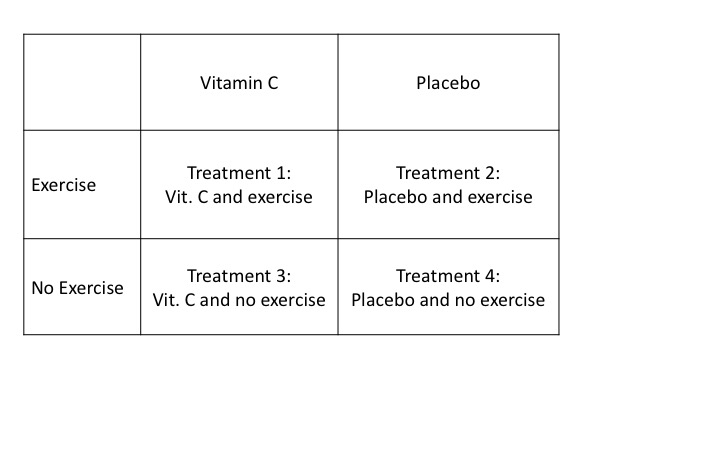 Vitamin C
Placebo
Exercise
Treatment 1:
Vit. C and exercise
Treatment 2:
Placebo and exercise
No Exercise
Treatment 3:
Vit. C and no exercise
Treatment 4:
Placebo and no exercise